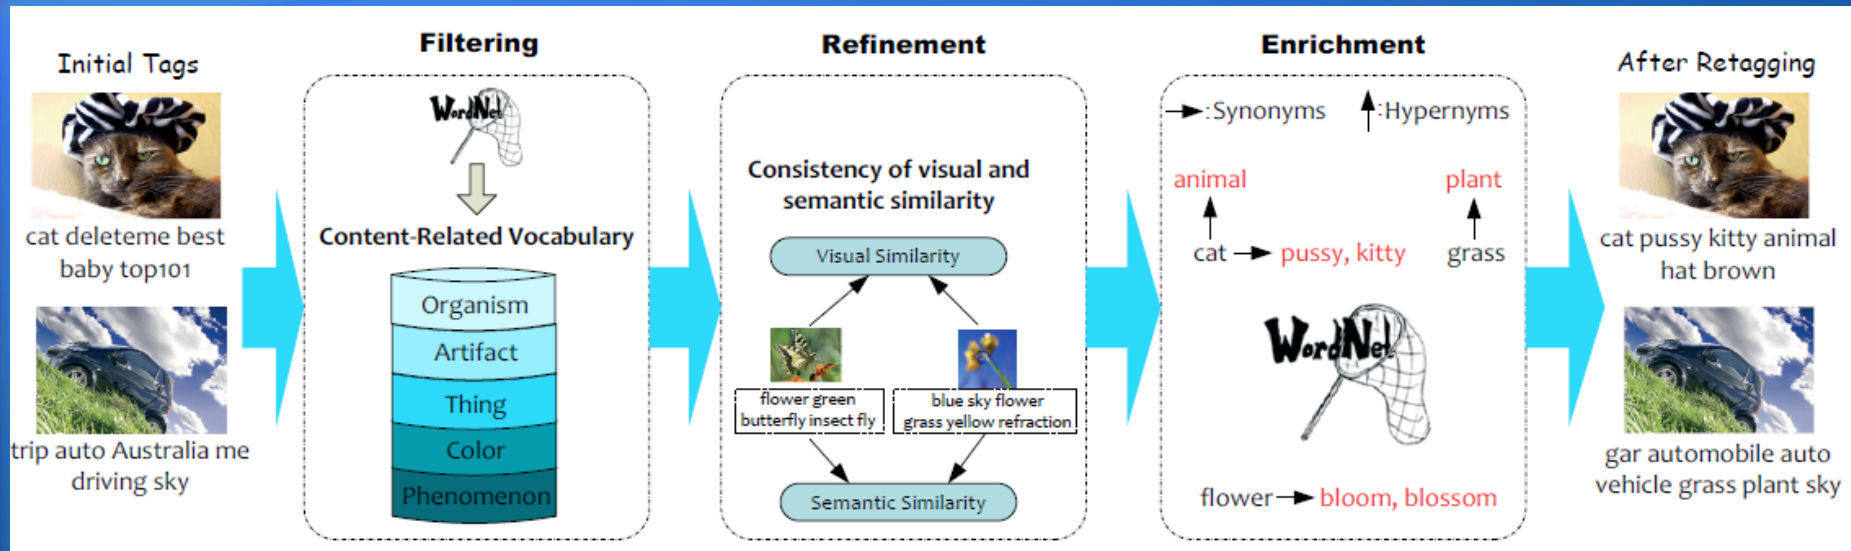 Initial Tags
cat deleteme best
baby top101
trip auto Australia me
driving sky
Filtering
WordNet
Content-Related Vocabulary
Organism
Artifact
Thing
Color
Phenomenon
Refinement
Consistency of visual and
semantic similarity
Visual Similarity
flower green
butterfly insect fly
blue sky flower
grass yellow refraction
Semantic Similarity
Enrichment
:Synonyms :Hypernyms
animal plant
cat pussy, kitty grass
WordNet
flower bloom, blossom
After Retagging
cat pussy kitty animal
hat brown
gar automobile auto
vehicle grass plant sky